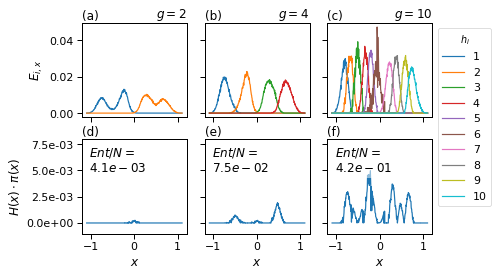 (a) g = 2
(b) g = 4
(c) g = 10
E_{i,x}
0.04
0.02
0.00
h_i
1
2
3
4
5
6
7
8
9
10
(d)
(e)
(f)
H(x) · π(x)
7.5e-03
5.0e-03
2.5e-03
0.0e+00
Ent/N =
4.1e−03
Ent/N =
7.5e−02
Ent/N =
4.2e−01
−1 0 1
−1 0 1
−1 0 1
x
x
x